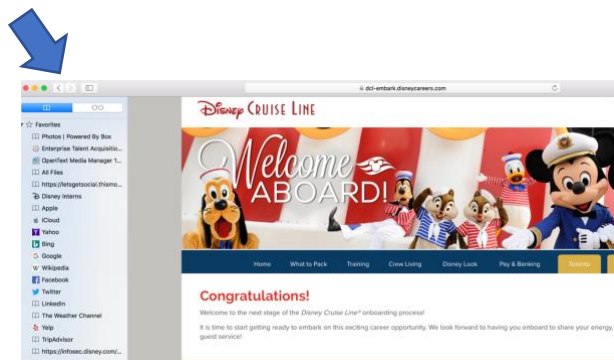 dcl-embark.disneycareers.com
Favorites
Photos | Powered By Box
Enterprise Talent Acquisitio...
OpenText Media Manager 1...
All Files
https://letsgetsocial.thismo...
Disney Interns
Apple
iCloud
Yahoo
Bing
Google
Wikipedia
Facebook
Twitter
LinkedIn
The Weather Channel
Yelp
TripAdvisor
https://infosec.disney.com/...
Disney CRUISE LINE
Welcome
ABOARD!
Home What to Pack Training Crew Living Disney Look Pay & Banking
Congratulations!
Welcome to the next stage of the Disney Cruise Line® onboarding process!
It is time to start getting ready to embark on this exciting career opportunity. We look forward to having you onboard to share your energy,
guest service!